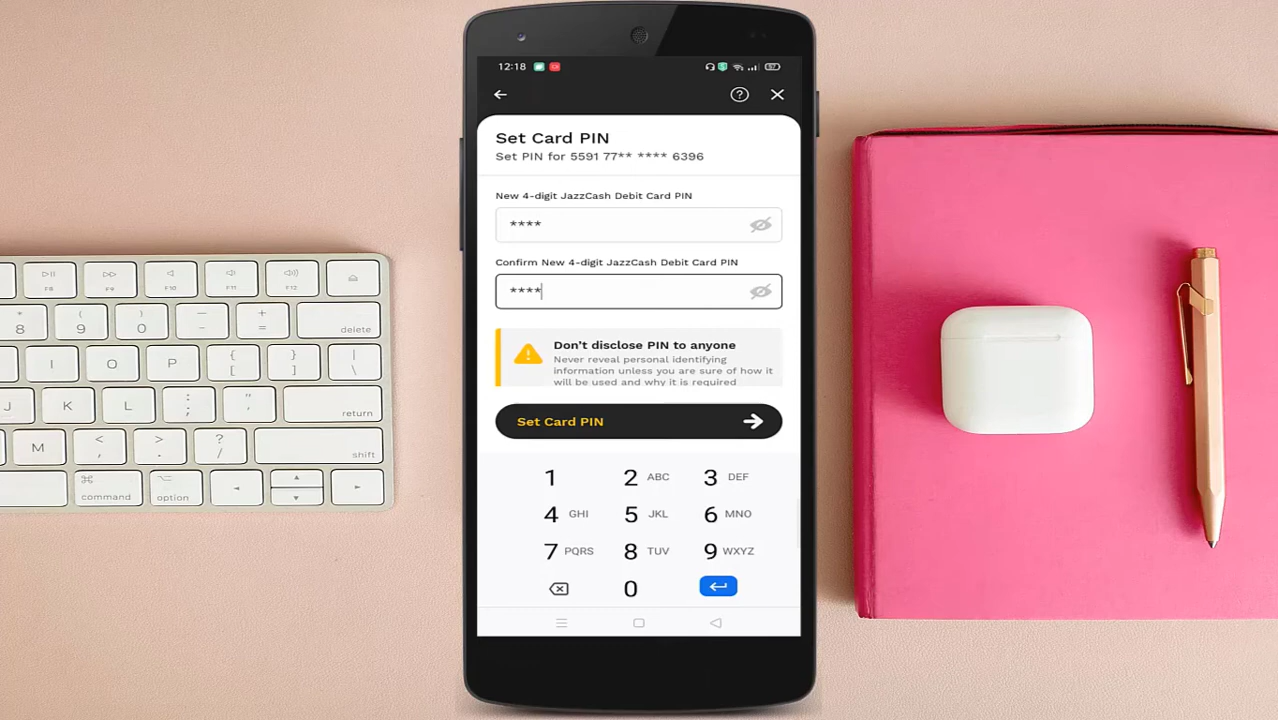 12:18
Set Card PIN
Set PIN for 5591 77** **** 6396
New 4-digit JazzCash Debit Card PIN
****
Confirm New 4-digit JazzCash Debit Card PIN
****
Don't disclose PIN to anyone
Never reveal personal identifying
information unless you are sure of how it
will be used and why it is required
Set Card PIN
1
2 ABC
3 DEF
4 GHI
5 JKL
6 MNO
7 PQRS
8 TUV
9 WXYZ
0
F8 F9 F10 F11 F12
* 8 ( 9 ) 0 — - + = delete
I O P { [ } ] | \
J K L : ; " ' return
M < , > . ? / shift
command option